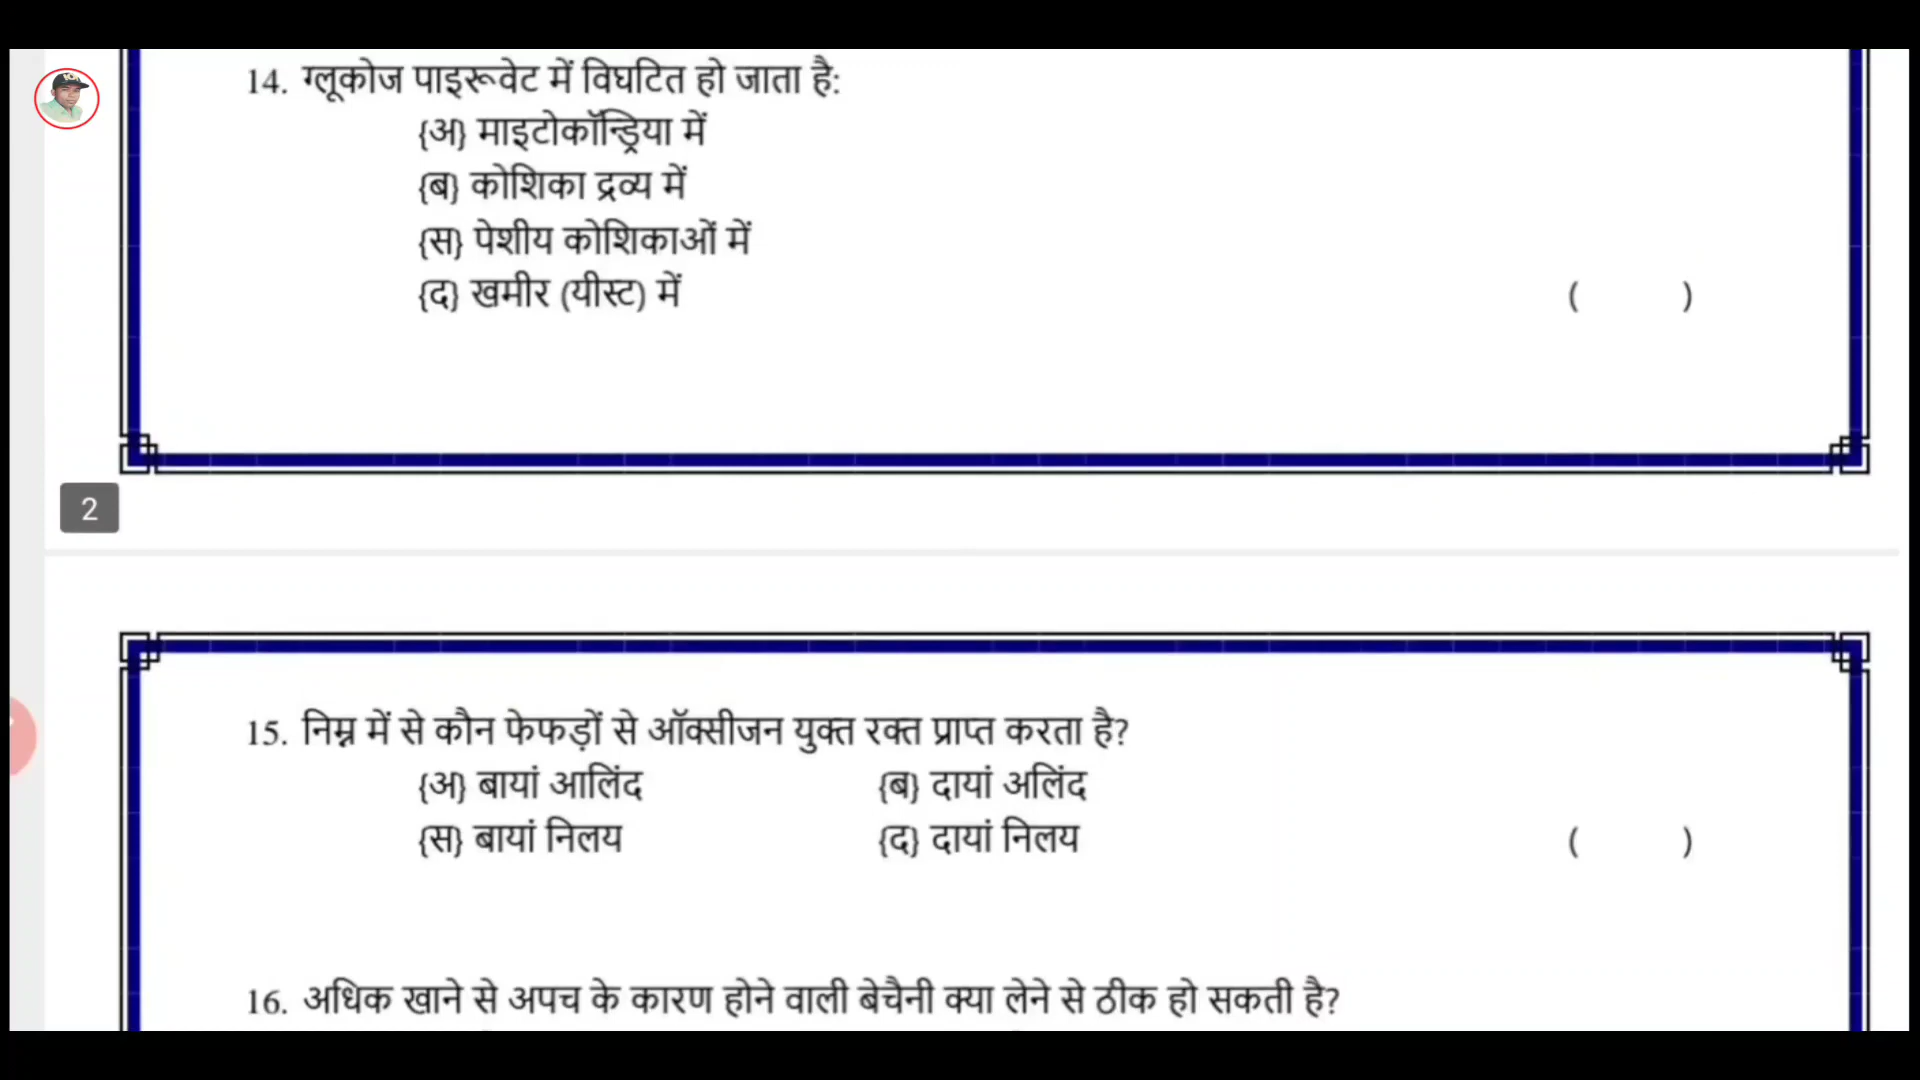 14. ग्लूकोज पाइरूवेट में विघटित हो जाता है:
{अ} माइटोकॉन्ड्रिया में
{ब} कोशिका द्रव्य में
{स} पेशीय कोशिकाओं में
{द} खमीर (यीस्ट) में ( )
2
15. निम्न में से कौन फेफड़ों से ऑक्सीजन युक्त रक्त प्राप्त करता है?
{अ} बायां आलिंद {ब} दायां अलिंद
{स} बायां निलय {द} दायां निलय ( )
16. अधिक खाने से अपच के कारण होने वाली बेचैनी क्या लेने से ठीक हो सकती है?